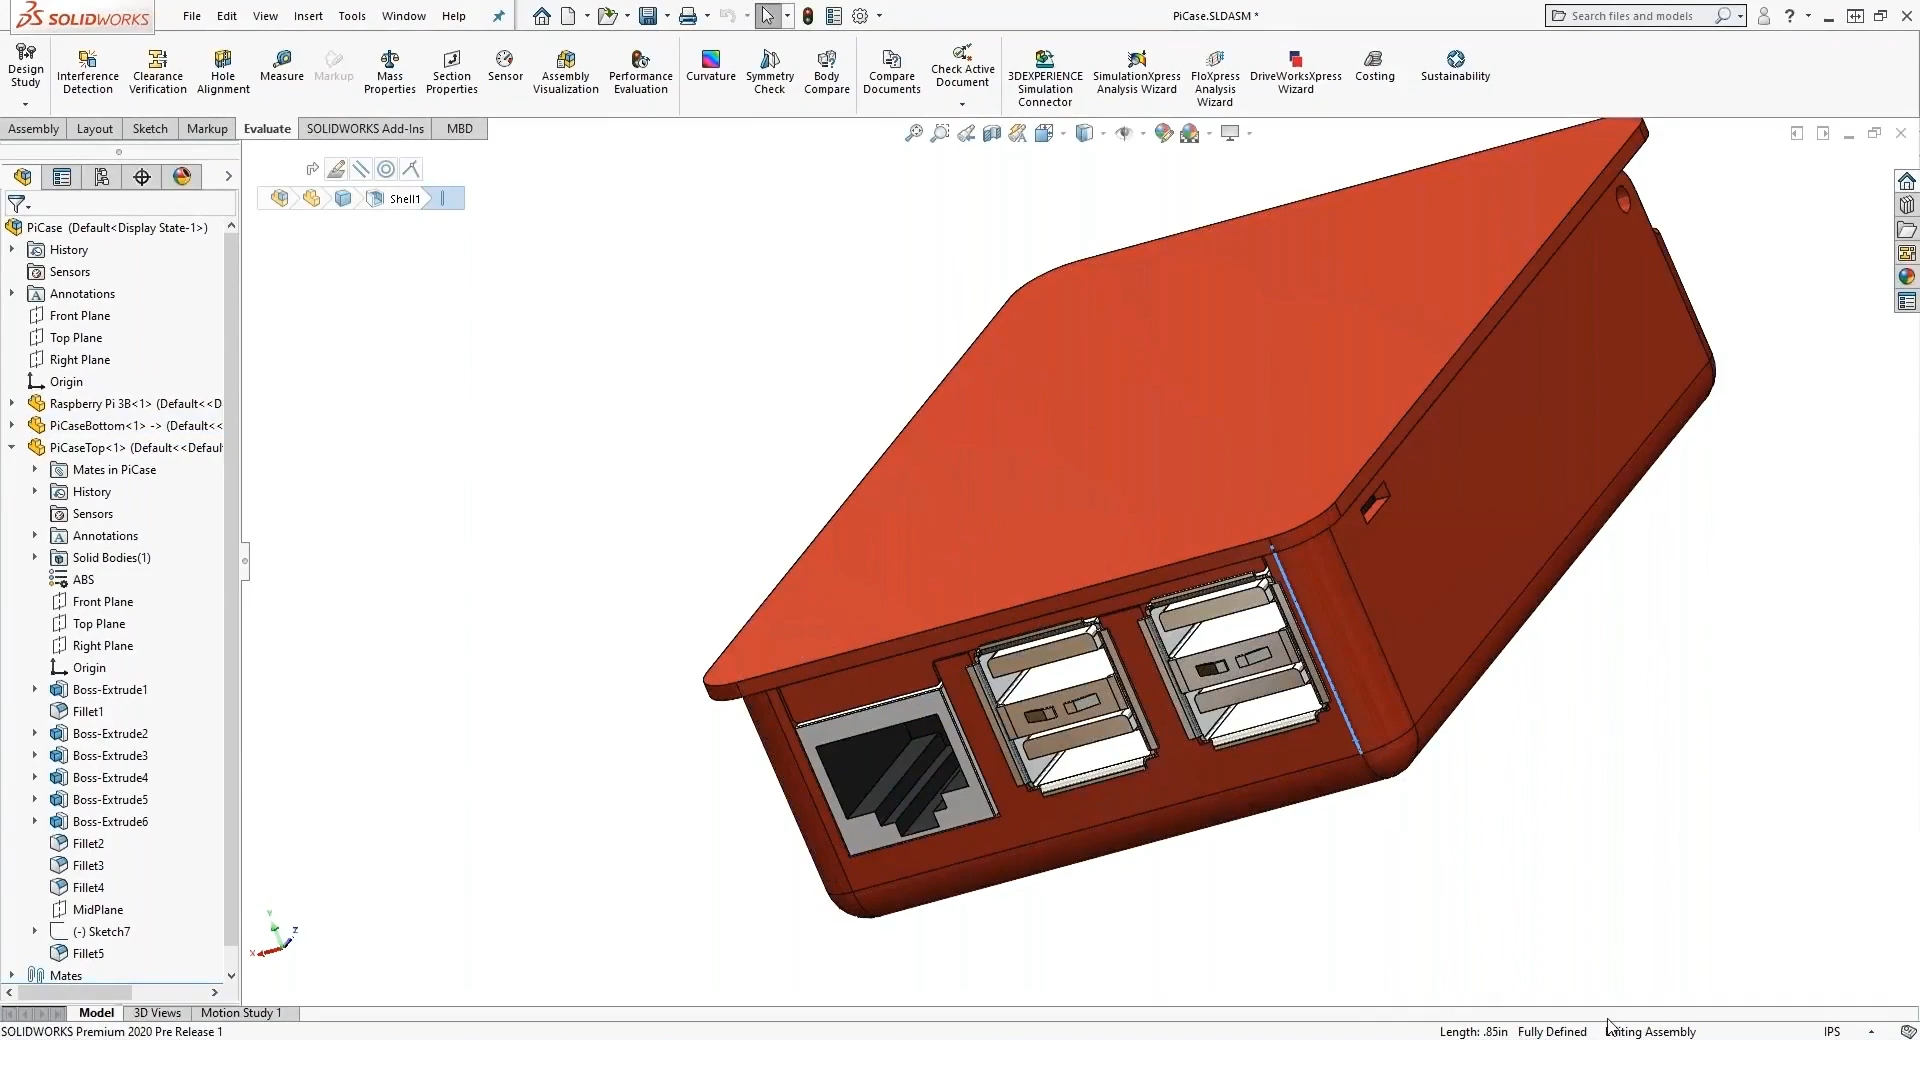 SOLIDWORKS File Edit View Insert Tools Window Help PiCase.SLDASM * Search files and models ?
Design Study
Interference Detection
Clearance Verification
Hole Alignment
Measure
Markup
Mass Properties
Section Properties
Sensor
Assembly Visualization
Performance Evaluation
Curvature
Symmetry Check
Body Compare
Compare Documents
Check Active Document
3DEXPERIENCE Simulation Connector
SimulationXpress Analysis Wizard
FloXpress Analysis Wizard
DriveWorksXpress Wizard
Costing
Sustainability
Assembly Layout Sketch Markup Evaluate SOLIDWORKS Add-Ins MBD
Shell1
PiCase (Default<Display State-1>)
History
Sensors
Annotations
Front Plane
Top Plane
Right Plane
Origin
Raspberry Pi 3B<1> (Default<<D
PiCaseBottom<1> -> (Default<<
PiCaseTop<1> (Default<<Defaul
Mates in PiCase
History
Sensors
Annotations
Solid Bodies(1)
ABS
Front Plane
Top Plane
Right Plane
Origin
Boss-Extrude1
Fillet1
Boss-Extrude2
Boss-Extrude3
Boss-Extrude4
Boss-Extrude5
Boss-Extrude6
Fillet2
Fillet3
Fillet4
MidPlane
(-) Sketch7
Fillet5
Mates
Y
Z
X
Model 3D Views Motion Study 1
SOLIDWORKS Premium 2020 Pre Release 1 Length: .85in Fully Defined Assembly IPS